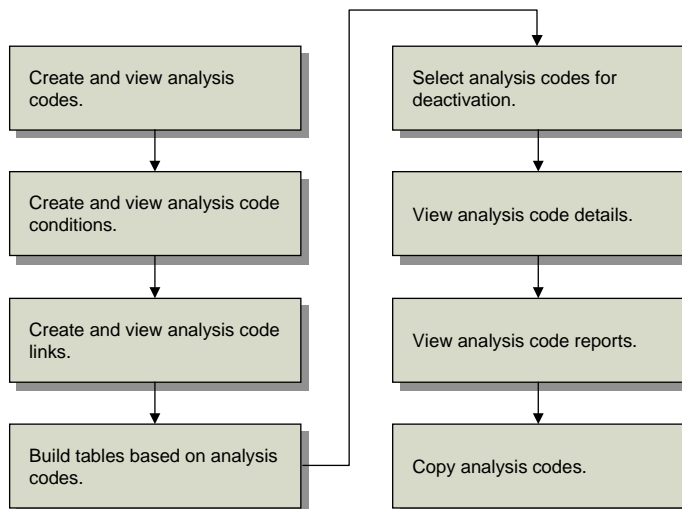 Create and view analysis
codes.
Create and view analysis code
conditions.
Create and view analysis code
links.
Build tables based on analysis
codes.
Select analysis codes for
deactivation.
View analysis code details.
View analysis code reports.
Copy analysis codes.